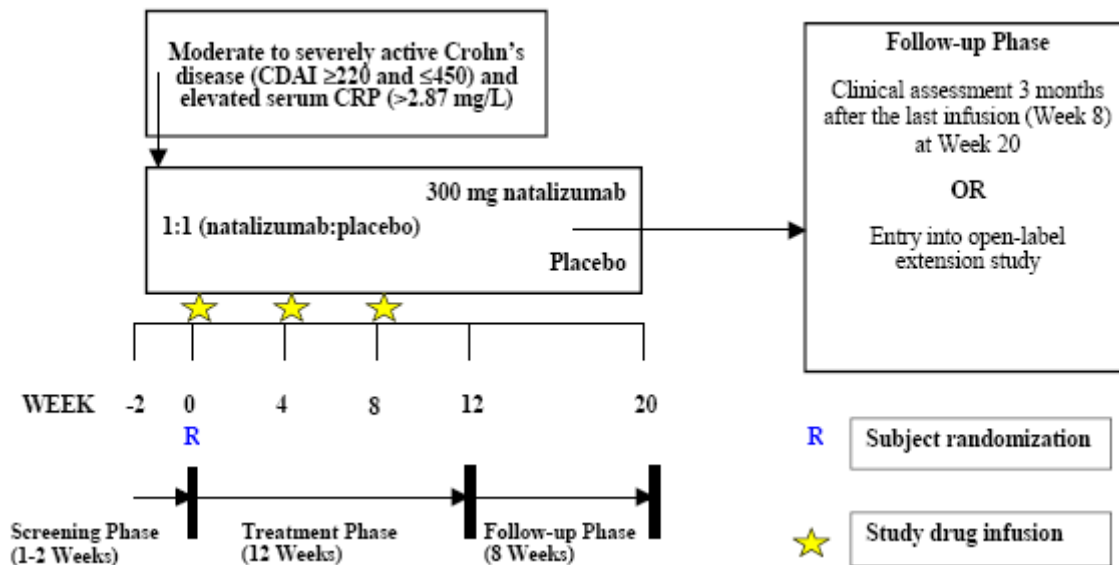 Moderate to severely active Crohn's
disease (CDAI ≥220 and ≤450) and
elevated serum CRP (>2.87 mg/L)
300 mg natalizumab
1:1 (natalizumab:placebo)
Placebo
Follow-up Phase
Clinical assessment 3 months
after the last infusion (Week 8)
at Week 20
OR
Entry into open-label
extension study
WEEK -2 0 4 8 12 20
R
Screening Phase
(1-2 Weeks)
Treatment Phase
(12 Weeks)
Follow-up Phase
(8 Weeks)
R Subject randomization
Study drug infusion